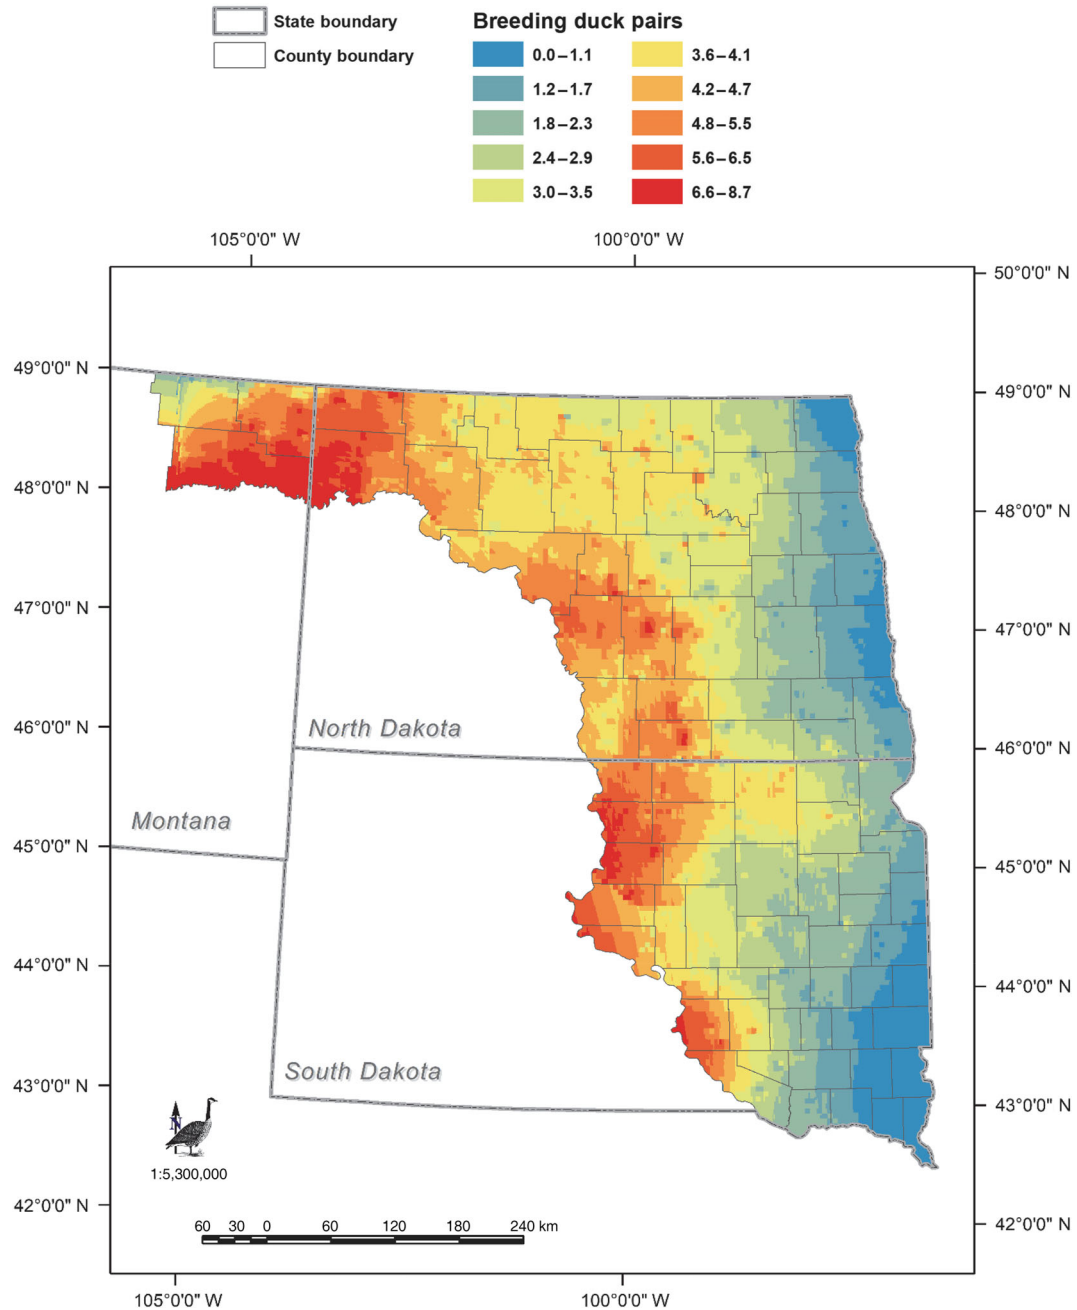 State boundary
County boundary
Breeding duck pairs
0.0–1.1
1.2–1.7
1.8–2.3
2.4–2.9
3.0–3.5
3.6–4.1
4.2–4.7
4.8–5.5
5.6–6.5
6.6–8.7
105°0'0" W 100°0'0" W
50°0'0" N
49°0'0" N 49°0'0" N
48°0'0" N 48°0'0" N
47°0'0" N 47°0'0" N
46°0'0" N 46°0'0" N
North Dakota
Montana
45°0'0" N 45°0'0" N
44°0'0" N 44°0'0" N
South Dakota
43°0'0" N 43°0'0" N
N
1:5,300,000
42°0'0" N 42°0'0" N
60 30 0 60 120 180 240 km
105°0'0" W 100°0'0" W